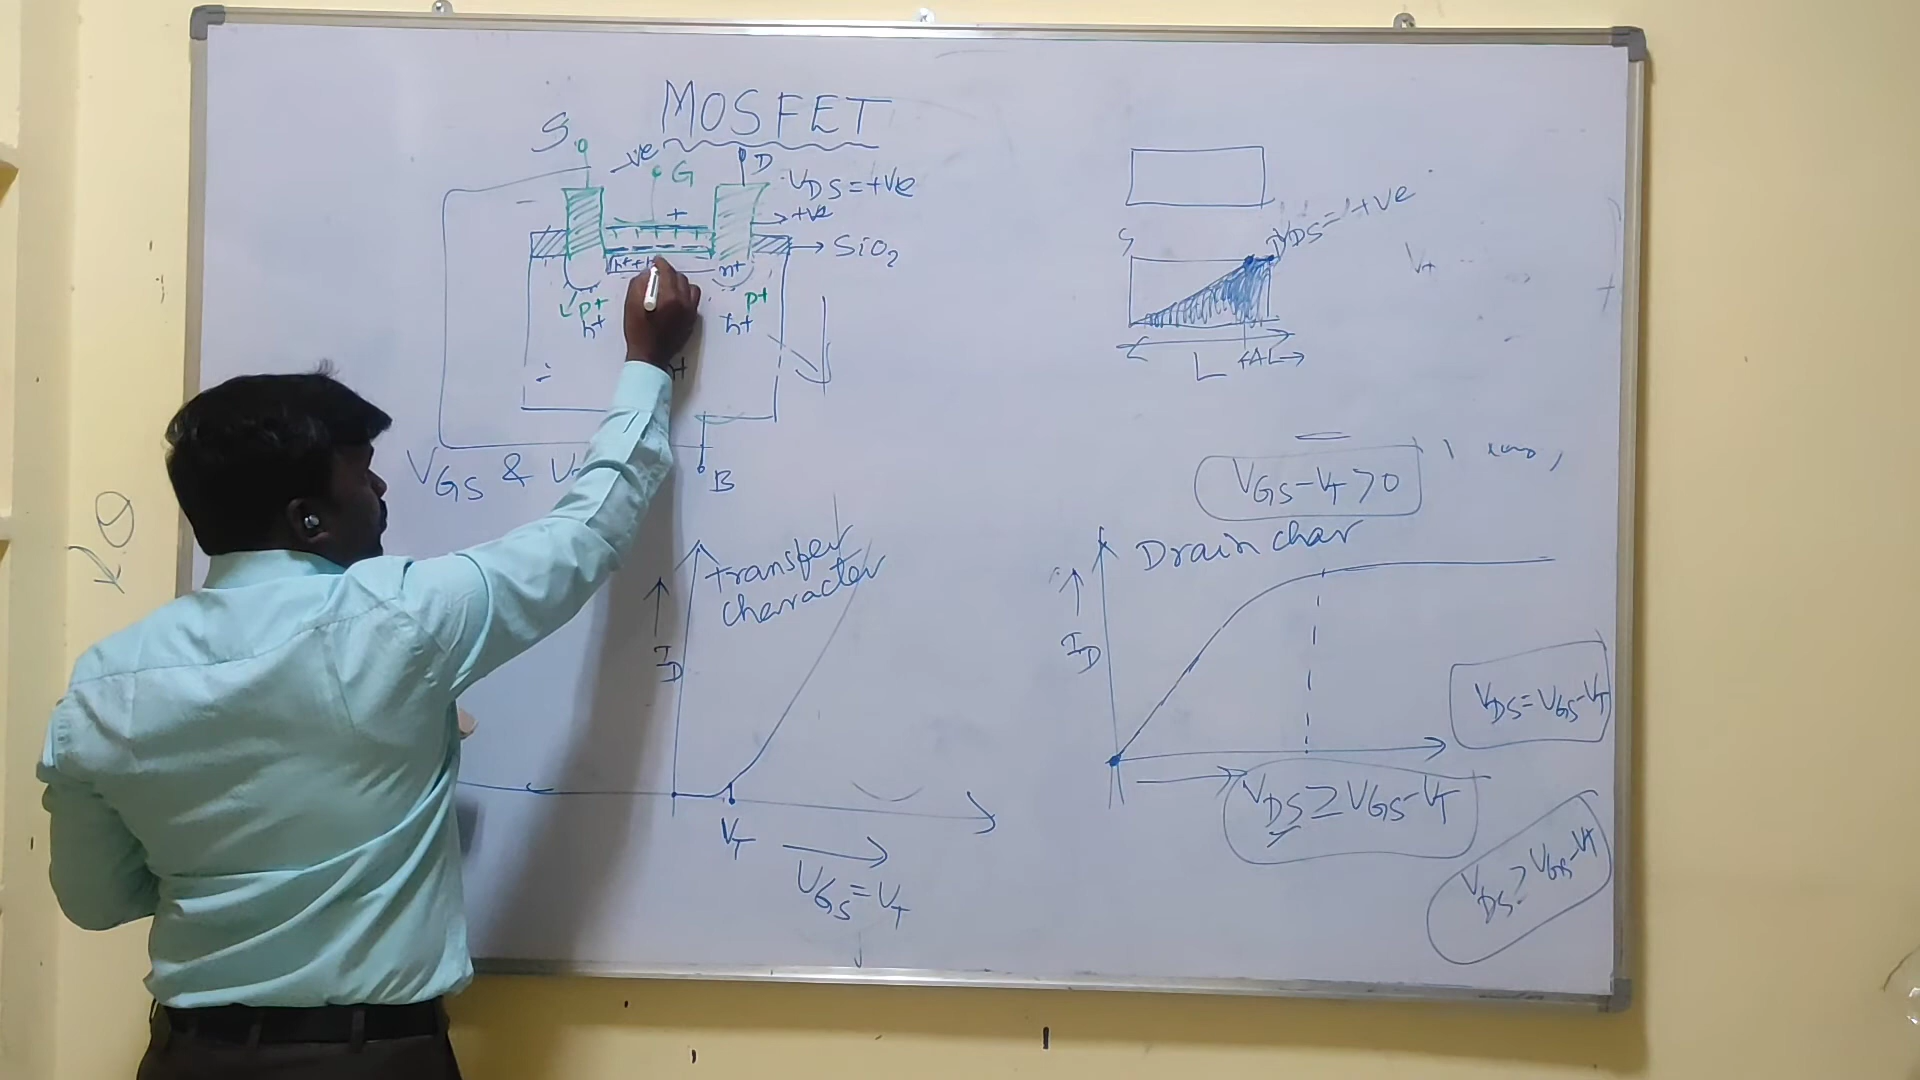 MOSFET
S
-ve
G
D
VDS=+ve
+
+ve
SiO2
n+
p+
h+
p+
h+
B
VGS & V
transfer
character
ID
VT
VGS=VT
S
D
VDS=+ve
VT
L
ΔL
VGS-VT>0
Drain char
ID
VDS=VGS-VT
VDS≥VGS-VT
VDS≥VGS-VT